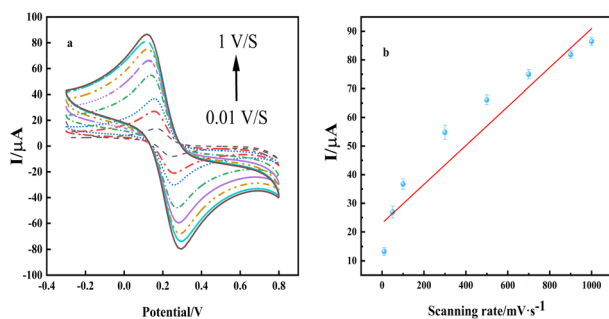 100
80
60
40
20
0
-20
-40
-60
-80
-100
I/μA
a
1 V/S
0.01 V/S
-0.4 -0.2 0.0 0.2 0.4 0.6 0.8
Potential/V
90
80
70
60
50
40
30
20
10
I/μA
b
0 200 400 600 800 1000
Scanning rate/mV·s⁻¹